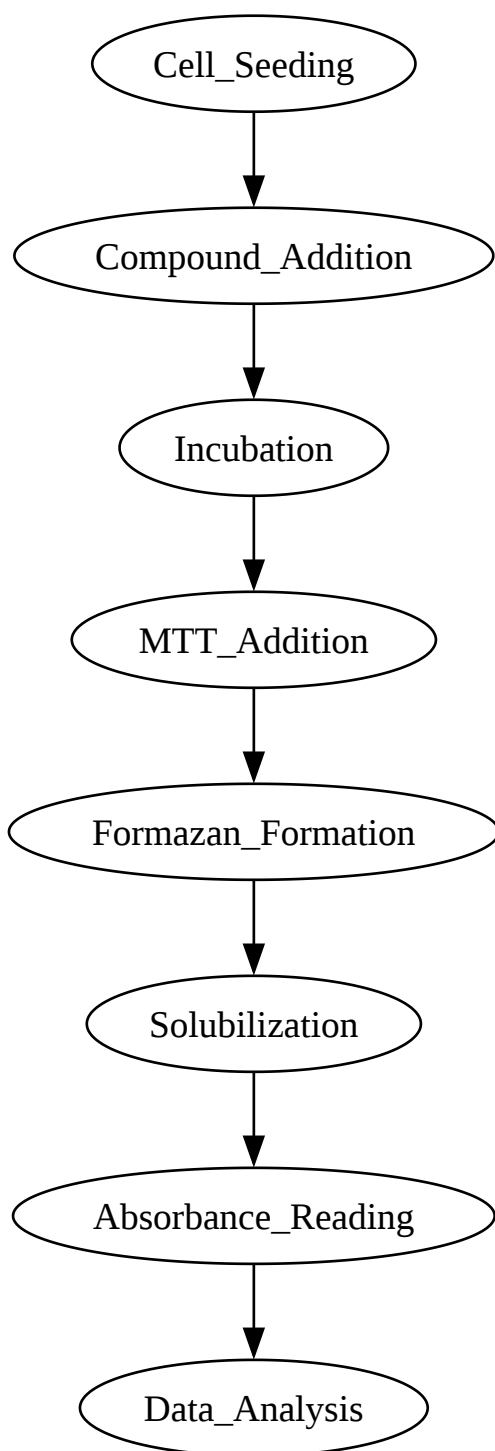 Cell_Seeding
Compound_Addition
Incubation
MTT_Addition
Formazan_Formation
Solubilization
Absorbance_Reading
Data_Analysis